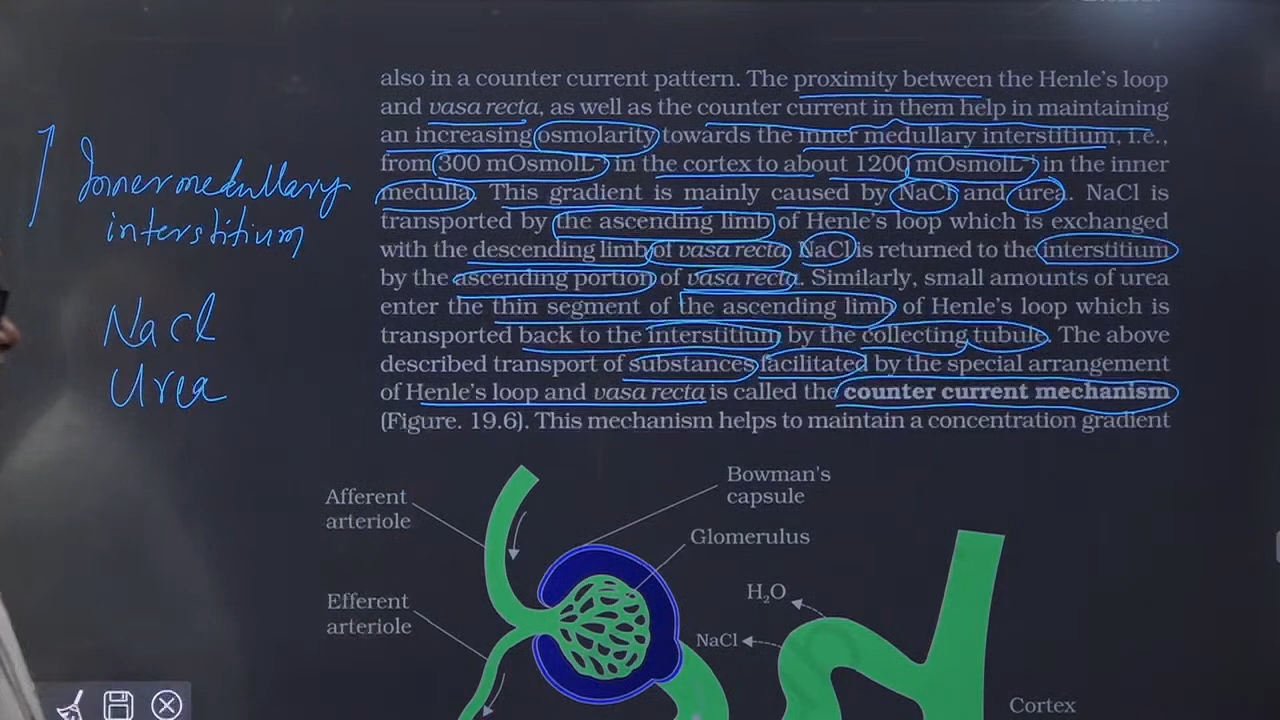 also in a counter current pattern. The proximity between the Henle's loop
and vasa recta, as well as the counter current in them help in maintaining
an increasing osmolarity towards the inner medullary interstitium, i.e.,
from 300 mOsmolL⁻¹ in the cortex to about 1200 mOsmolL⁻¹ in the inner
medulla. This gradient is mainly caused by NaCl and urea. NaCl is
transported by the ascending limb of Henle's loop which is exchanged
with the descending limb of vasa recta. NaCl is returned to the interstitium
by the ascending portion of vasa recta. Similarly, small amounts of urea
enter the thin segment of the ascending limb of Henle's loop which is
transported back to the interstitium by the collecting tubule. The above
described transport of substances facilitated by the special arrangement
of Henle's loop and vasa recta is called the counter current mechanism
(Figure. 19.6). This mechanism helps to maintain a concentration gradient
Innermedullary
interstitium
Nacl
Urea
Afferent
arteriole
Bowman's
capsule
Glomerulus
Efferent
arteriole
H₂O
NaCl
Cortex